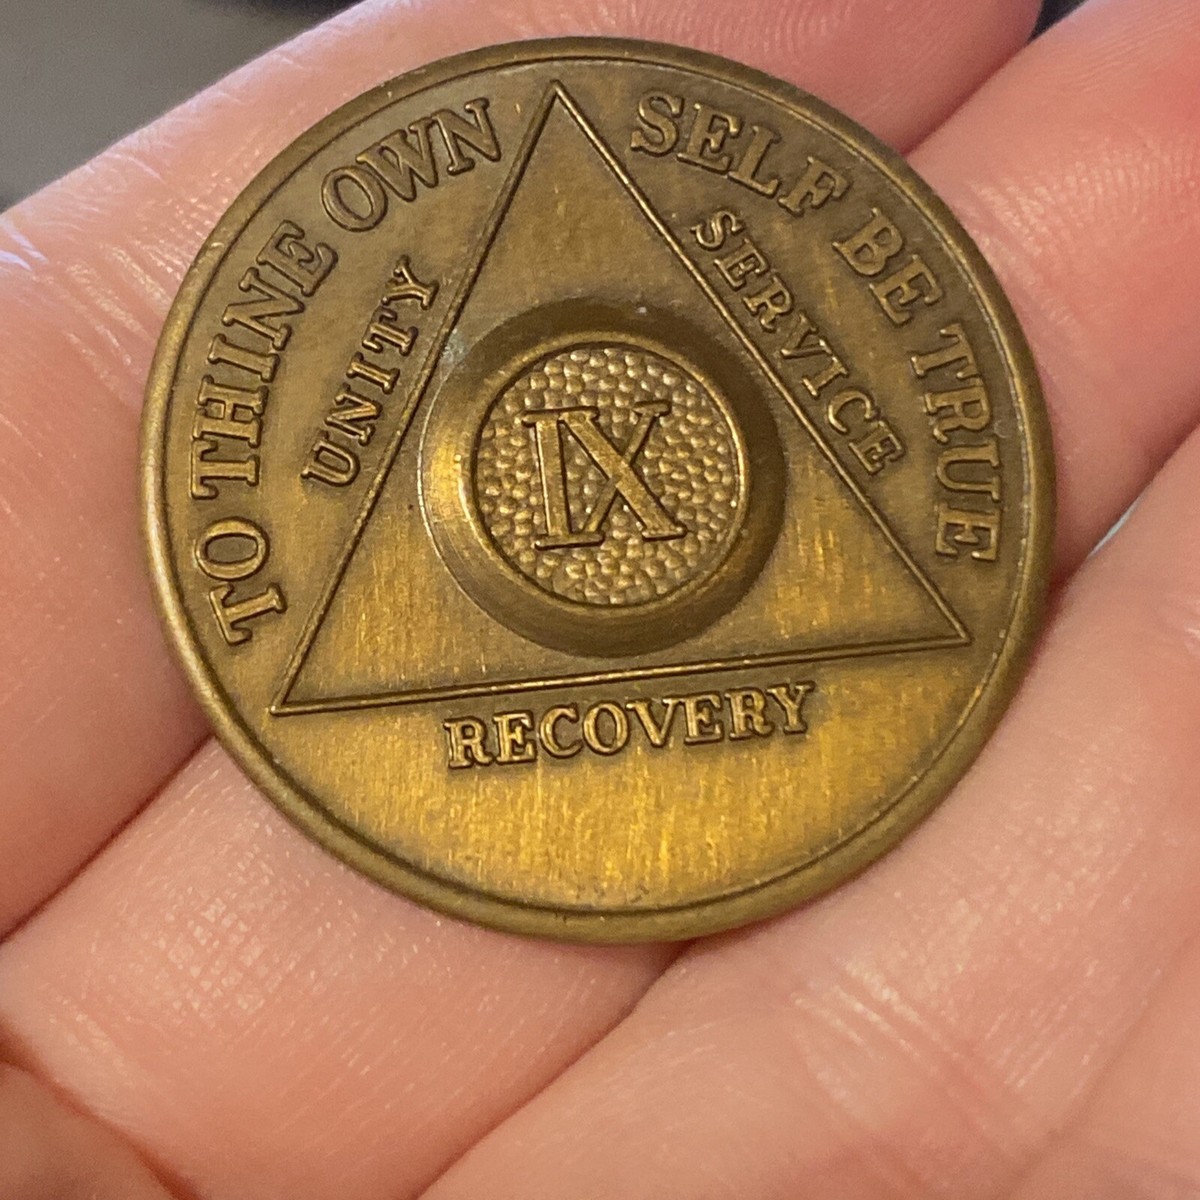 TO THINE OWN SELF BE TRUE
UNITY
SERVICE
IX
RECOVERY